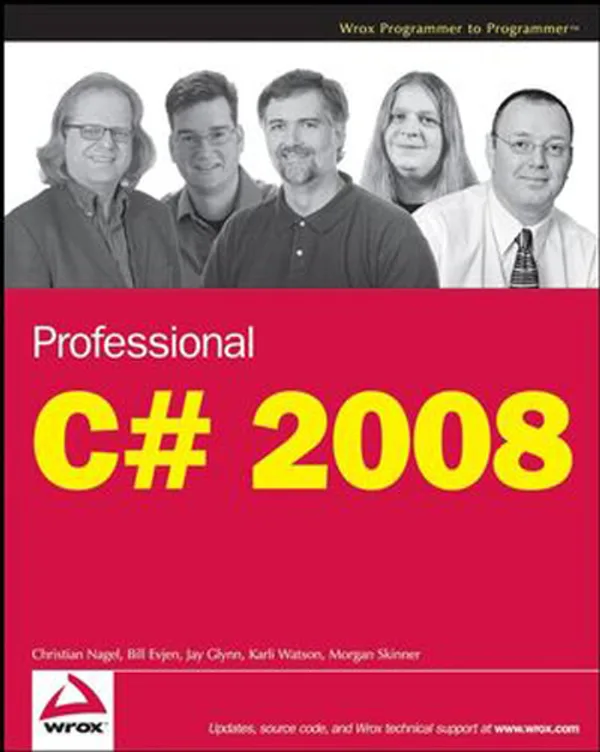 Wrox Programmer to Programmer™
Professional
C# 2008
Christian Nagel, Bill Evjen, Jay Glynn, Karli Watson, Morgan Skinner
wrox™
Updates, source code, and Wrox technical support at www.wrox.com